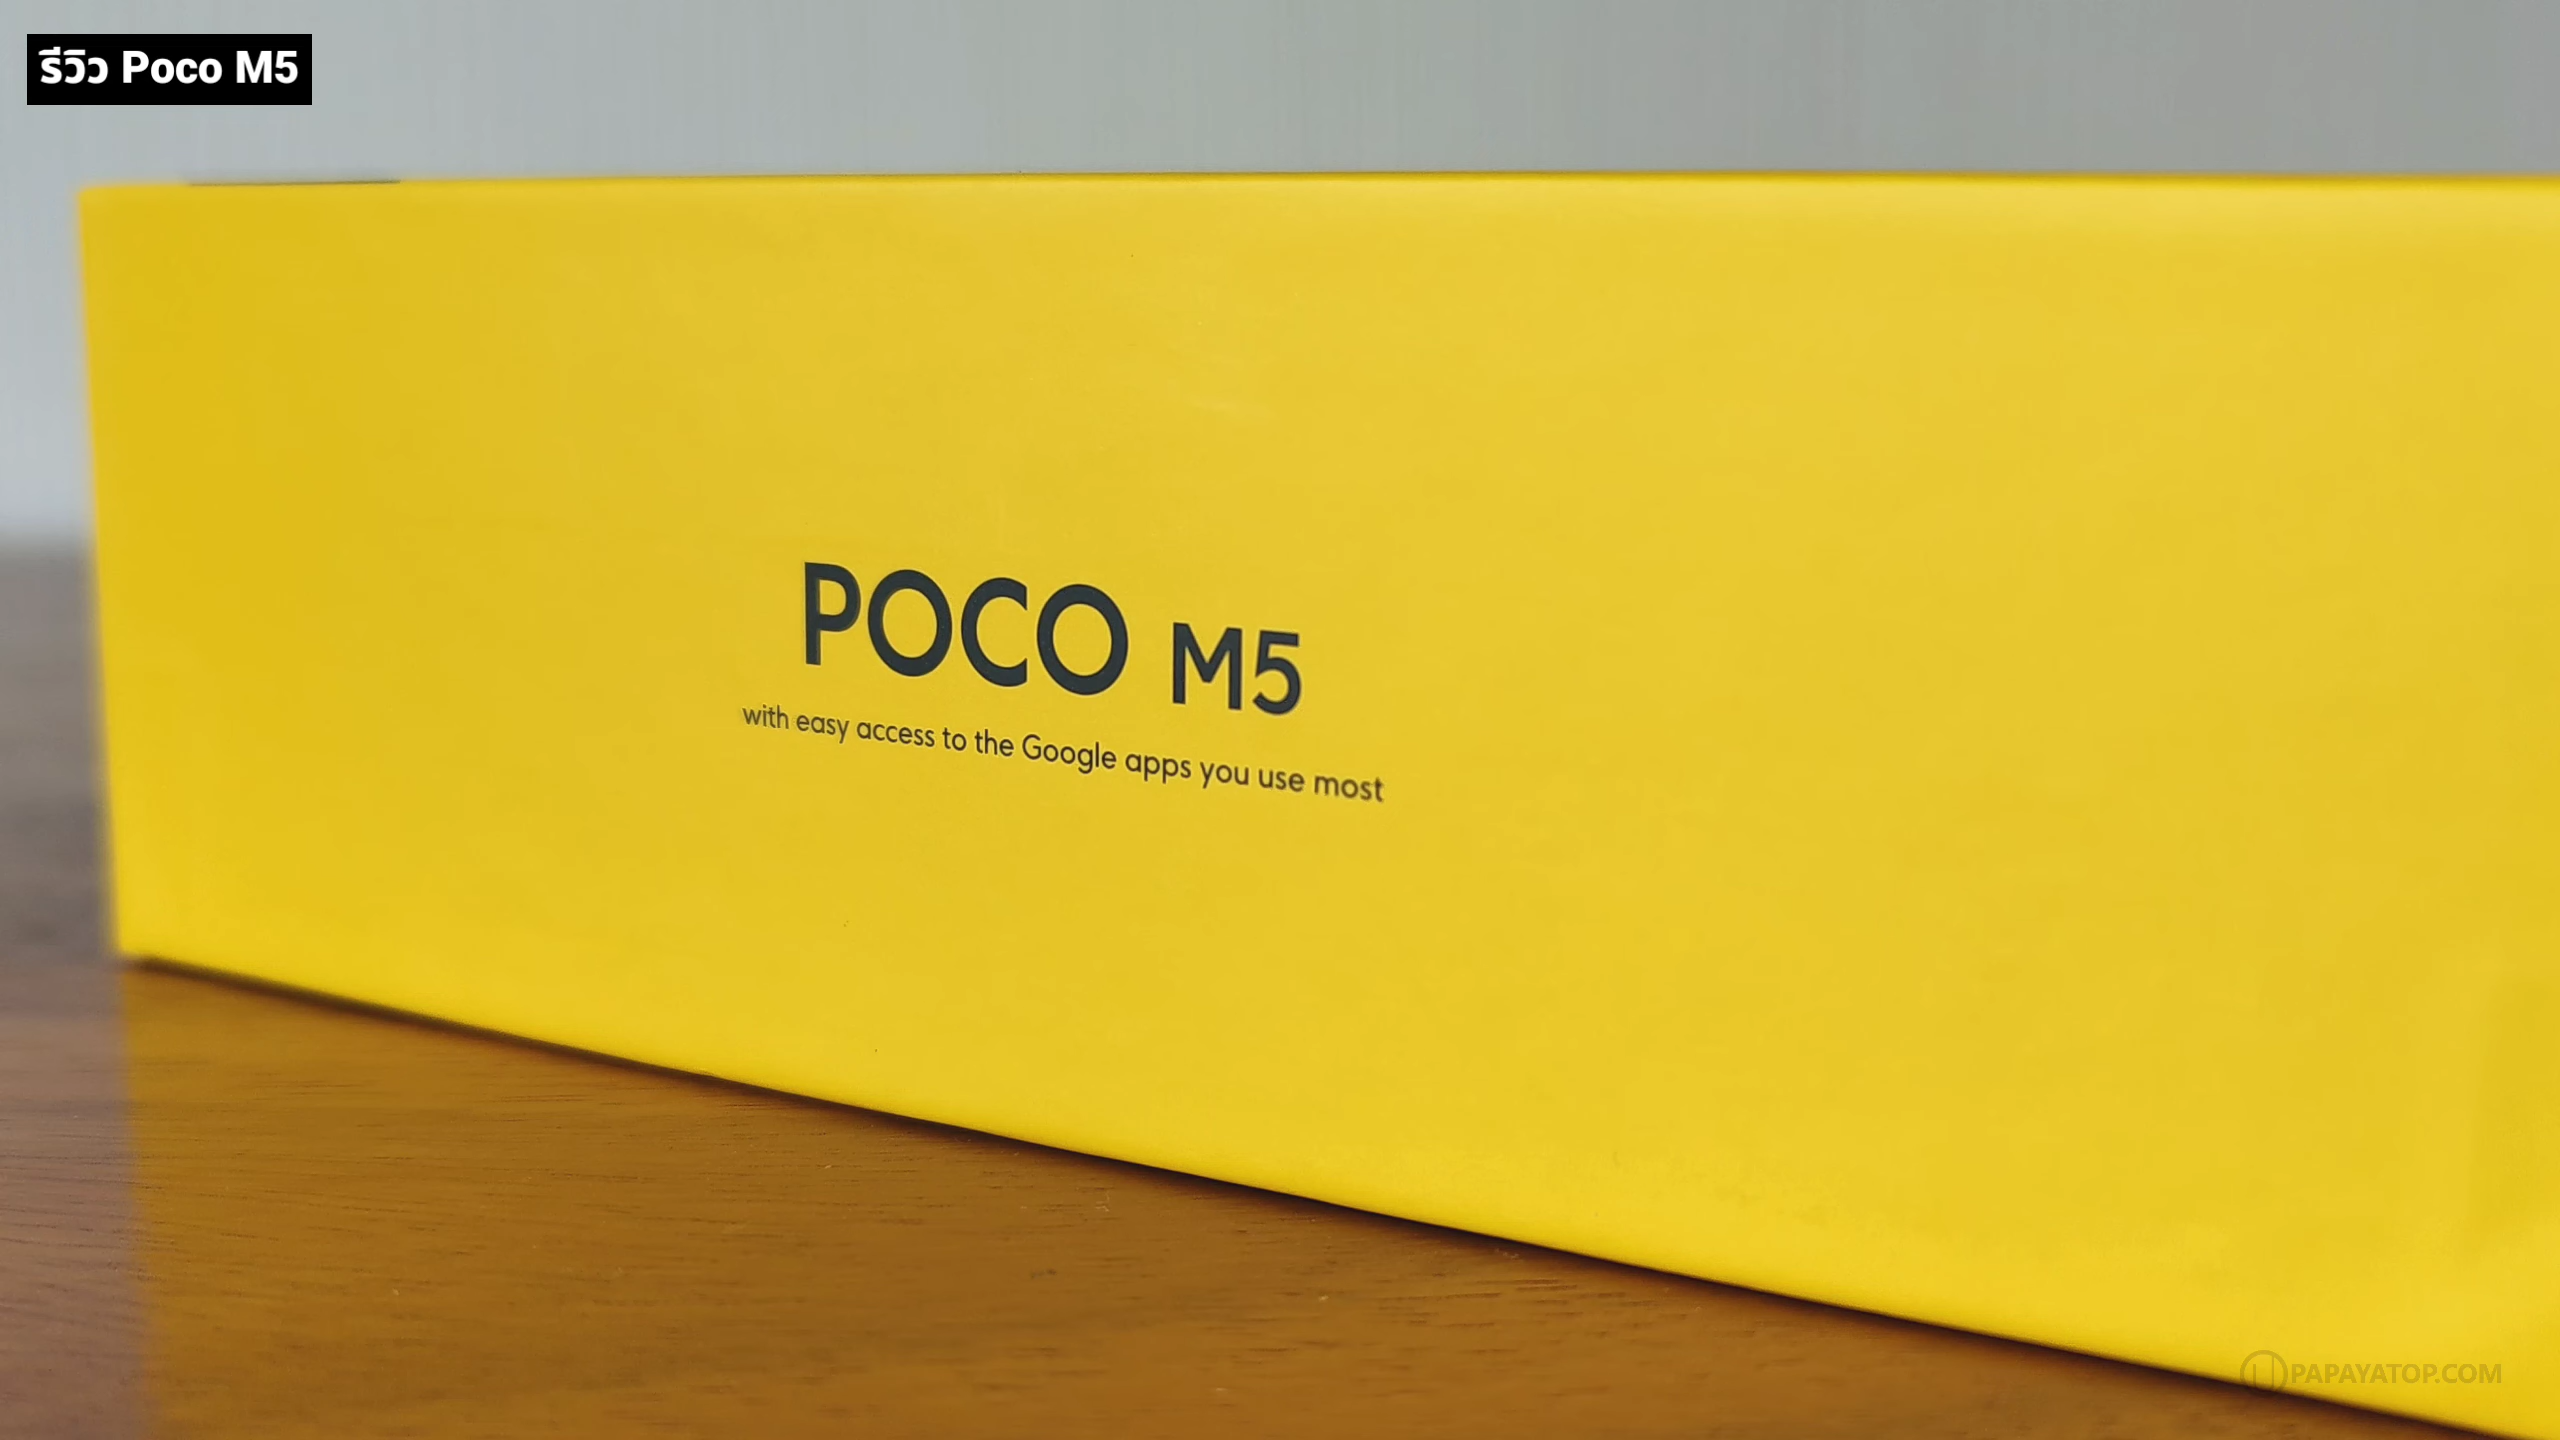 รีวิว Poco M5
POCO M5
with easy access to the Google apps you use most
PAPAYATOP.COM